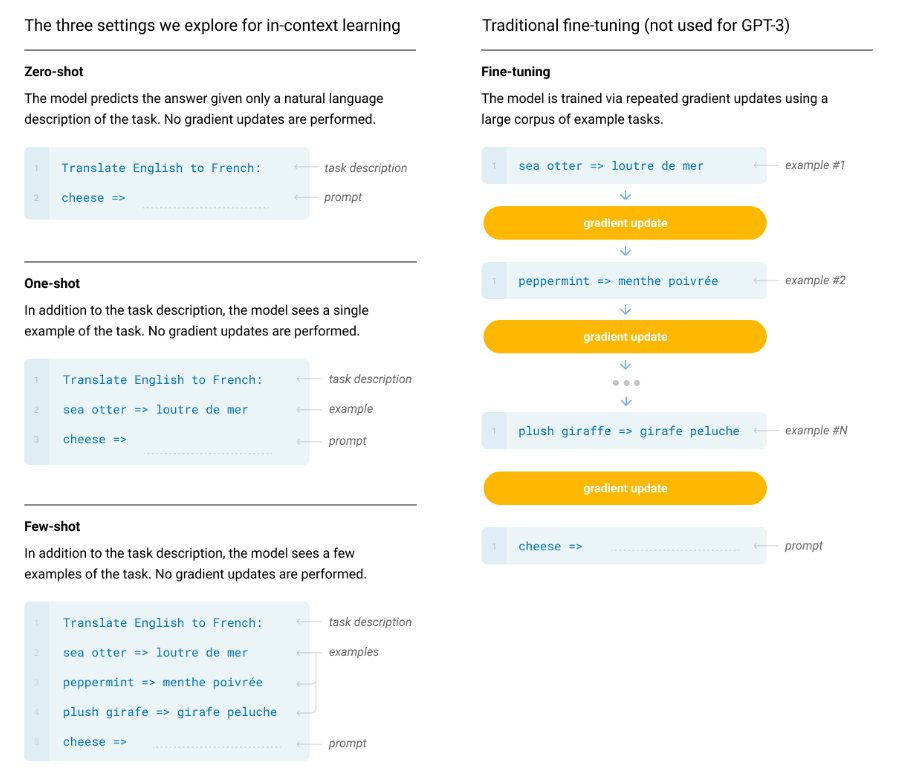 The three settings we explore for in-context learning
Zero-shot
The model predicts the answer given only a natural language
description of the task. No gradient updates are performed.
1 Translate English to French: task description
2 cheese => prompt
One-shot
In addition to the task description, the model sees a single
example of the task. No gradient updates are performed.
1 Translate English to French: task description
2 sea otter => loutre de mer example
3 cheese => prompt
Few-shot
In addition to the task description, the model sees a few
examples of the task. No gradient updates are performed.
1 Translate English to French: task description
2 sea otter => loutre de mer examples
3 peppermint => menthe poivrée
4 plush girafe => girafe peluche
5 cheese => prompt
Traditional fine-tuning (not used for GPT-3)
Fine-tuning
The model is trained via repeated gradient updates using a
large corpus of example tasks.
1 sea otter => loutre de mer example #1
gradient update
1 peppermint => menthe poivrée example #2
gradient update
1 plush giraffe => girafe peluche example #N
gradient update
1 cheese => prompt